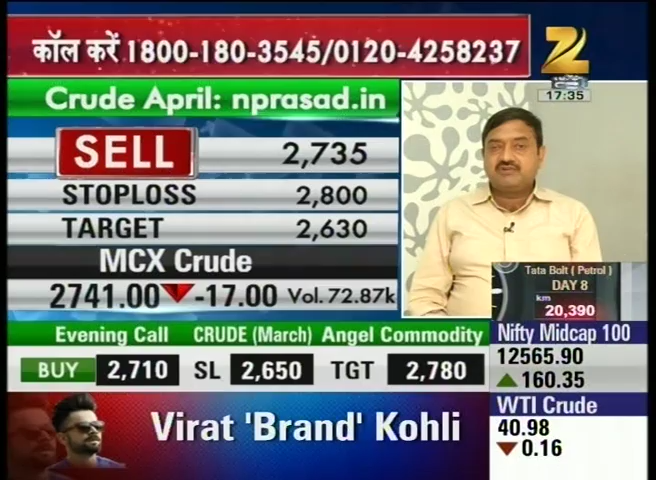 कॉल करें 1800-180-3545/0120-4258237
17:35
Crude April: nprasad.in
SELL 2,735
STOPLOSS 2,800
TARGET 2,630
MCX Crude
2741.00 -17.00 Vol. 72.87k
Tata Bolt ( Petrol )
DAY 8
km
20,390
Evening Call CRUDE (March) Angel Commodity
BUY 2,710 SL 2,650 TGT 2,780
Nifty Midcap 100
12565.90
160.35
WTI Crude
40.98
0.16
Virat 'Brand' Kohli